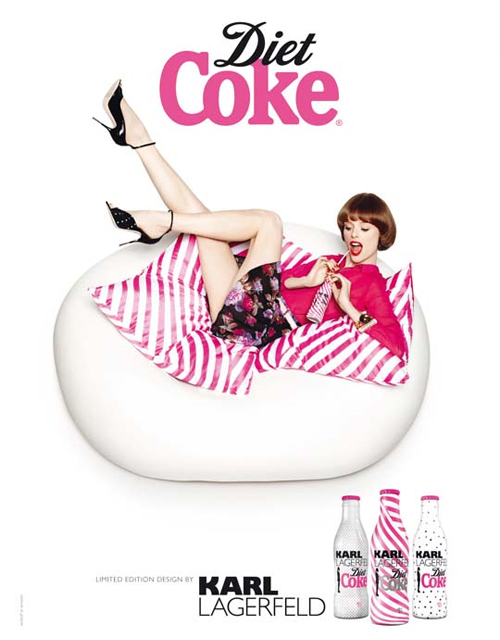 Diet
Coke®
LIMITED EDITION DESIGN BY KARL
LAGERFELD
KARL
LAGERFELD
Diet
Coke
KARL
LAGERFELD
Diet
Coke
KARL
LAGERFELD
Diet
Coke